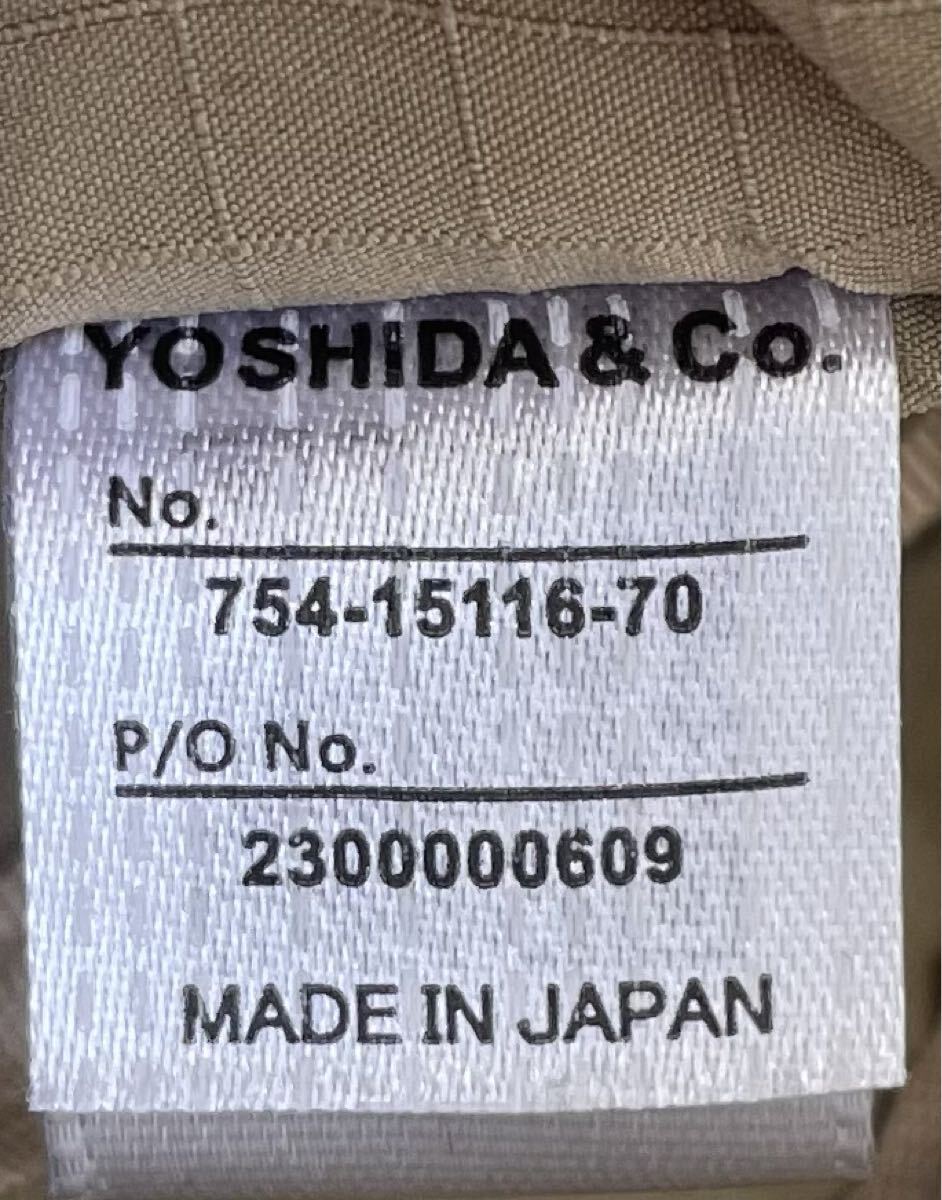 YOSHIDA & Co.
No.
754-15116-70
P/O No.
2300000609
MADE IN JAPAN